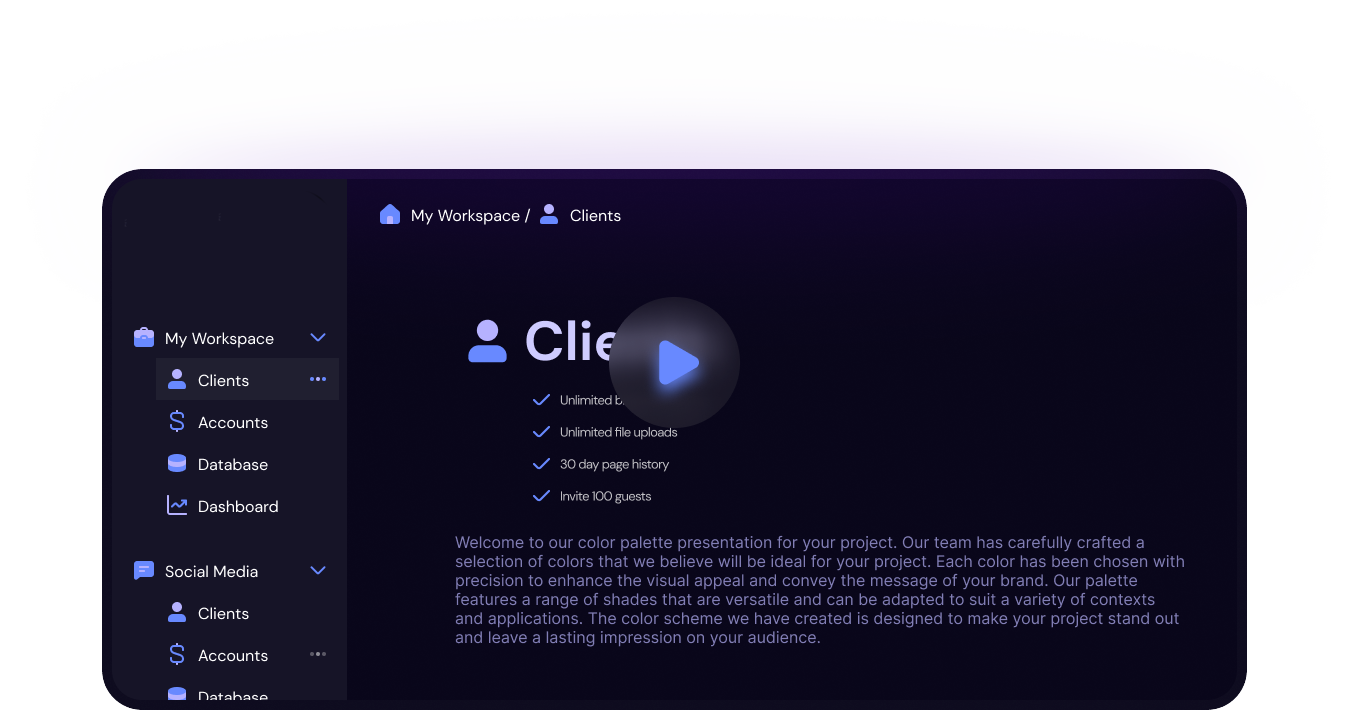 My Workspace / Clients
My Workspace
Clients
Accounts
Database
Dashboard
Social Media
Clients
Accounts
Database
Unlimited
Unlimited file uploads
30 day page history
Invite 100 guests
Welcome to our color palette presentation for your project. Our team has carefully crafted a
selection of colors that we believe will be ideal for your project. Each color has been chosen with
precision to enhance the visual appeal and convey the message of your brand. Our palette
features a range of shades that are versatile and can be adapted to suit a variety of contexts
and applications. The color scheme we have created is designed to make your project stand out
and leave a lasting impression on your audience.